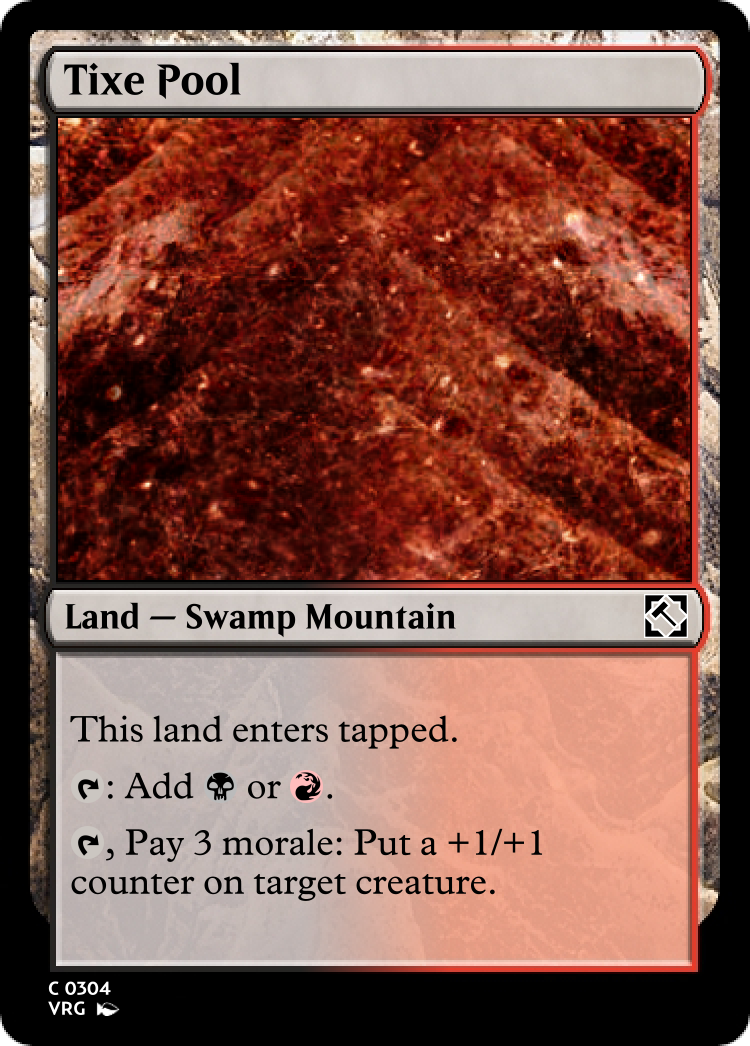 Tixe Pool
Land — Swamp Mountain
This land enters tapped.
: Add or .
, Pay 3 morale: Put a +1/+1
counter on target creature.
C 0304
VRG